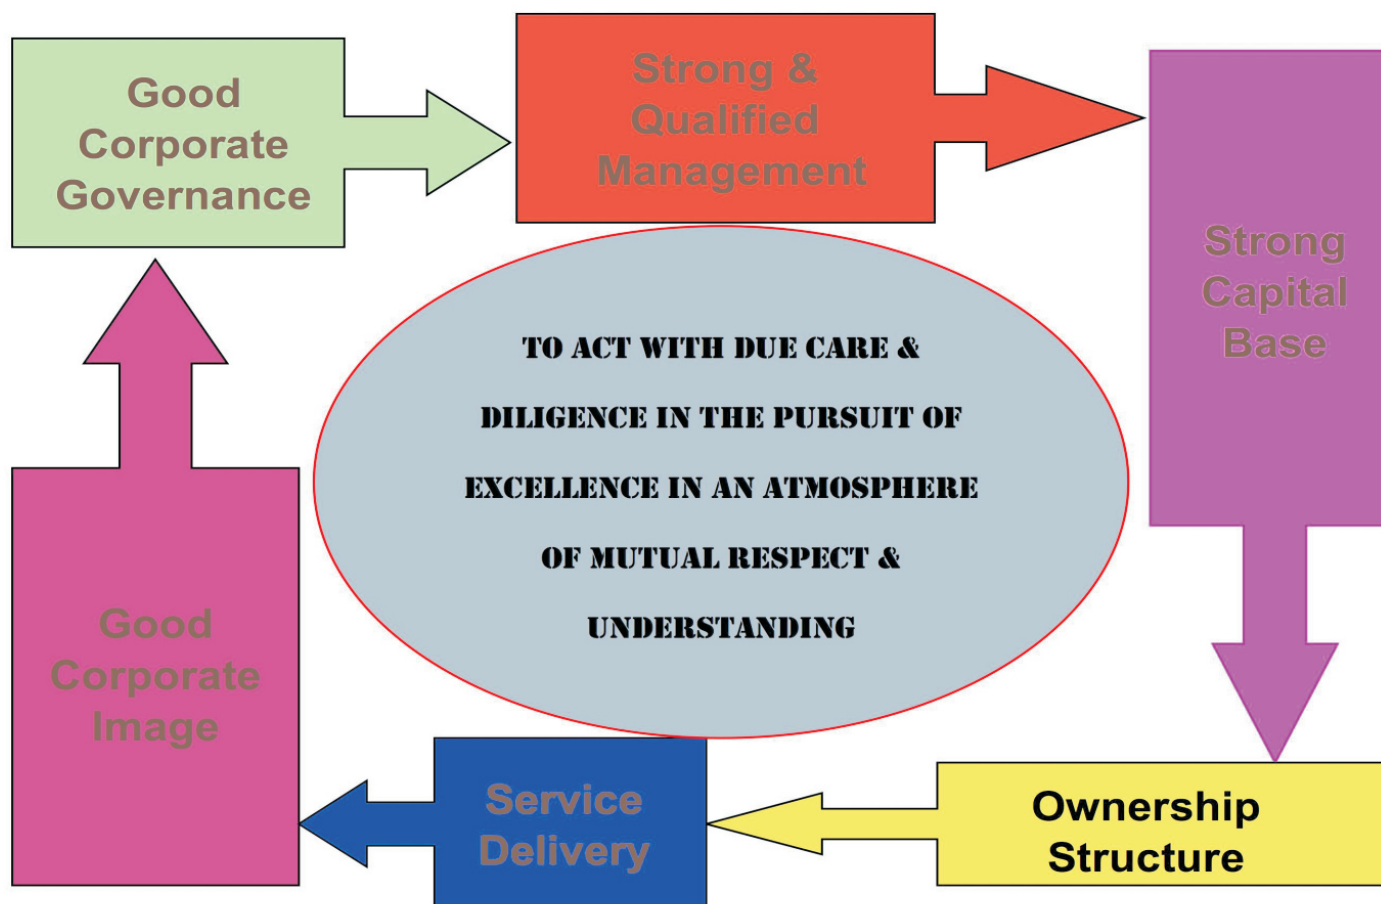 Good
Corporate
Governance
Strong &
Qualified
Management
Strong
Capital
Base
TO ACT WITH DUE CARE &
DILIGENCE IN THE PURSUIT OF
EXCELLENCE IN AN ATMOSPHERE
OF MUTUAL RESPECT &
UNDERSTANDING
Good
Corporate
Image
Service
Delivery
Ownership
Structure